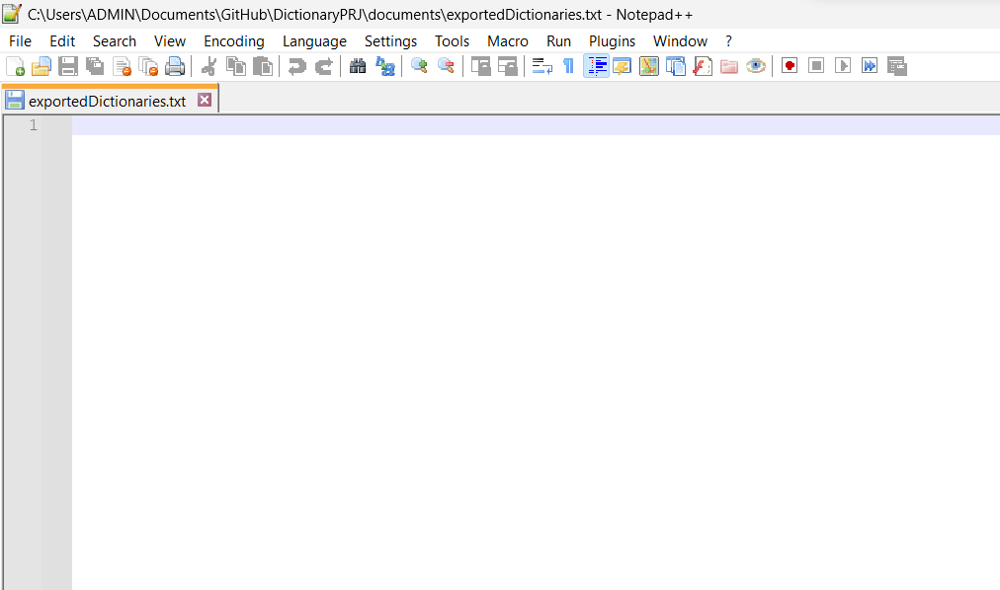 C:\Users\ADMIN\Documents\GitHub\DictionaryPRJ\documents\exportedDictionaries.txt - Notepad++
File Edit Search View Encoding Language Settings Tools Macro Run Plugins Window ?
exportedDictionaries.txt
1